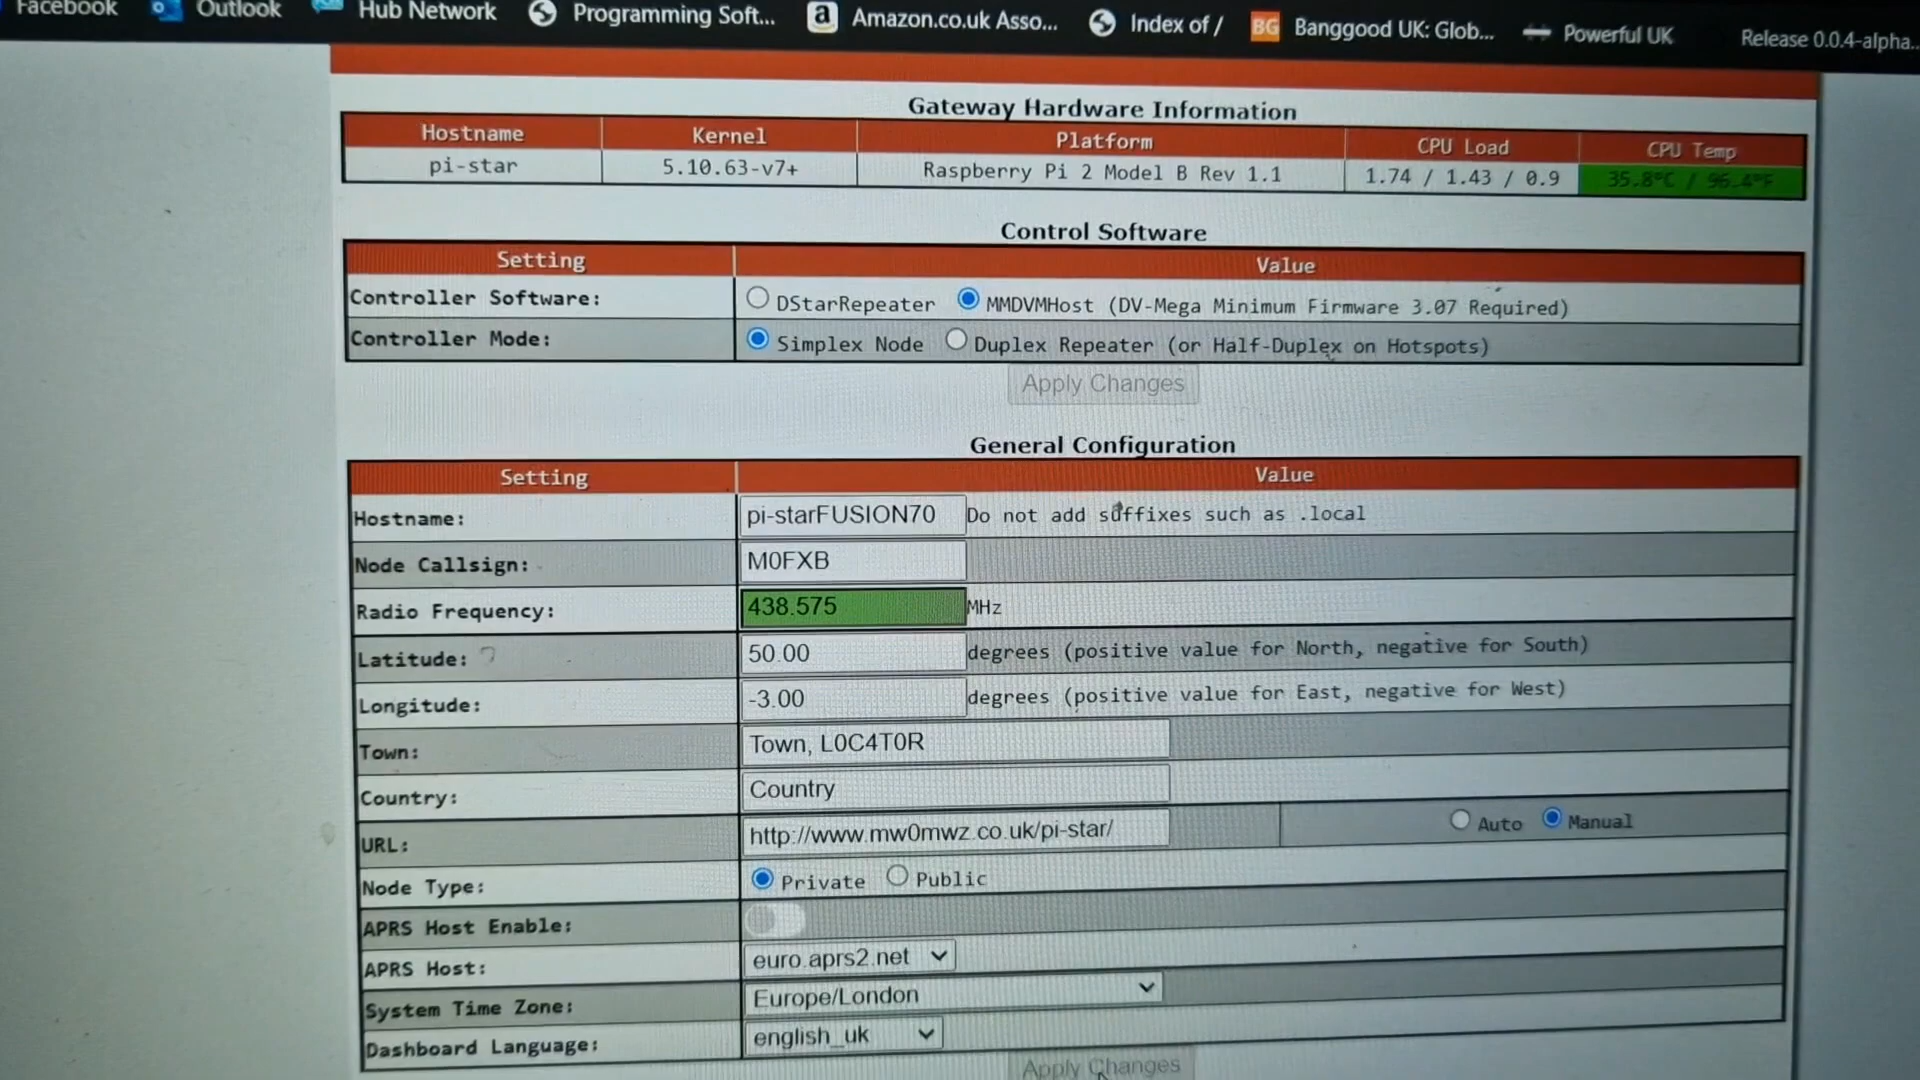 Facebook Outlook Hub Network Programming Soft... Amazon.co.uk Asso... Index of / BG Banggood UK: Glob... Powerful UK Release 0.0.4-alpha...
Gateway Hardware Information
Hostname Kernel Platform CPU Load CPU Temp
pi-star 5.10.63-v7+ Raspberry Pi 2 Model B Rev 1.1 1.74 / 1.43 / 0.9 35.8°C / 96.4°F
Control Software
Setting Value
Controller Software: DStarRepeater MMDVMHost (DV-Mega Minimum Firmware 3.07 Required)
Controller Mode: Simplex Node Duplex Repeater (or Half-Duplex on Hotspots)
Apply Changes
General Configuration
Setting Value
Hostname: pi-starFUSION70 Do not add suffixes such as .local
Node Callsign: M0FXB
Radio Frequency: 438.575 MHz
Latitude: 50.00 degrees (positive value for North, negative for South)
Longitude: -3.00 degrees (positive value for East, negative for West)
Town: Town, L0C4T0R
Country: Country
URL: http://www.mw0mwz.co.uk/pi-star/ Auto Manual
Node Type: Private Public
APRS Host Enable:
APRS Host: euro.aprs2.net
System Time Zone: Europe/London
Dashboard Language: english_uk
Apply Changes